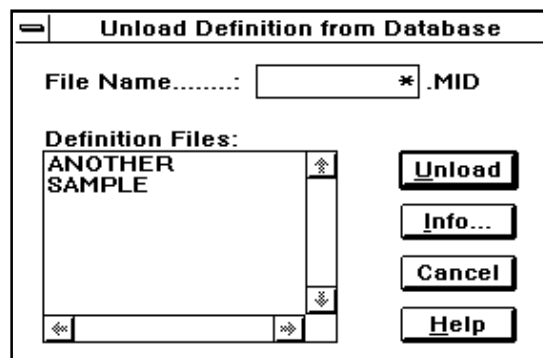 Unload Definition from Database
File Name........: * .MID
Definition Files:
ANOTHER
SAMPLE
Unload
Info...
Cancel
Help